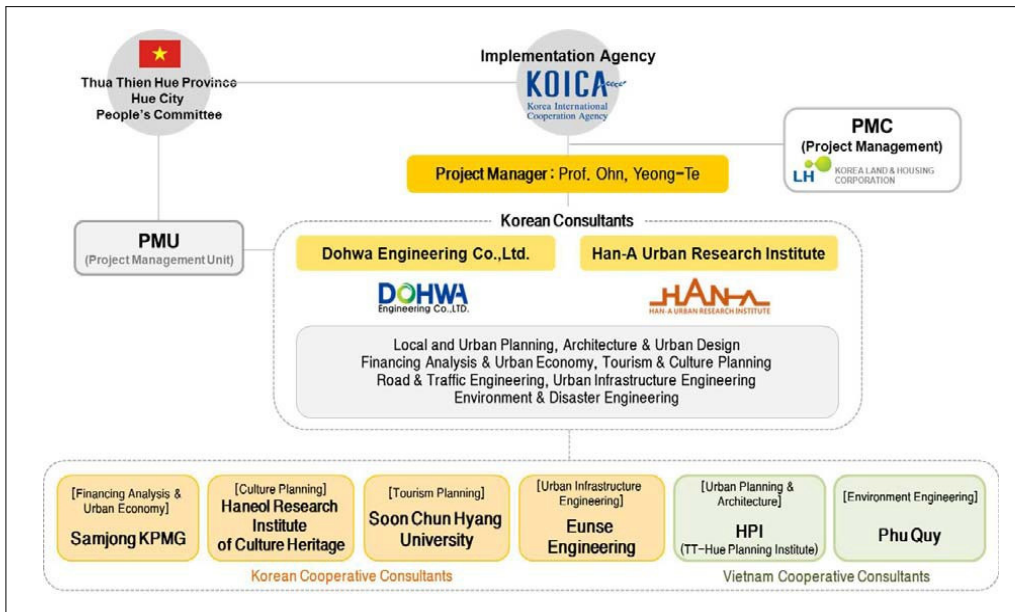 Thua Thien Hue Province
Hue City
People's Committee
Implementation Agency
KOICA
Korea International
Cooperation Agency
PMC
(Project Management)
LH KOREA LAND & HOUSING
CORPORATION
Project Manager : Prof. Ohn, Yeong-Te
PMU
(Project Management Unit)
Korean Consultants
Dohwa Engineering Co.,Ltd.
Han-A Urban Research Institute
DOHWA
Engineering Co.,LTD.
HAN-A
HAN-A URBAN RESEARCH INSTITUTE
Local and Urban Planning, Architecture & Urban Design
Financing Analysis & Urban Economy, Tourism & Culture Planning
Road & Traffic Engineering, Urban Infrastructure Engineering
Environment & Disaster Engineering
[Financing Analysis &
Urban Economy]
Samjong KPMG
[Culture Planning]
Haneol Research
Institute
of Culture Heritage
[Tourism Planning]
Soon Chun Hyang
University
[Urban Infrastructure
Engineering]
Eunse
Engineering
[Urban Planning &
Architecture]
HPI
(TT-Hue Planning Institute)
[Environment Engineering]
Phu Quy
Korean Cooperative Consultants
Vietnam Cooperative Consultants